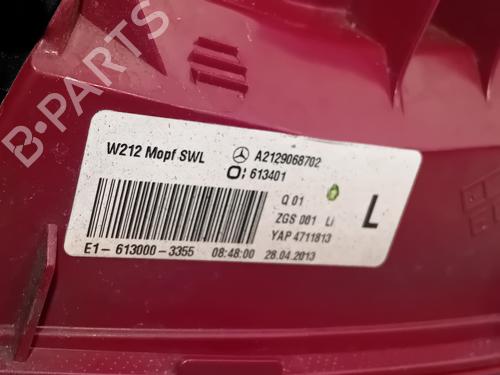 B-PARTS
W212 Mopf SWL A2129068702
613401
Q 01
ZGS 001 Li L
YAP 4711813
E1- 613000-3355 08:48:00 28.04.2013